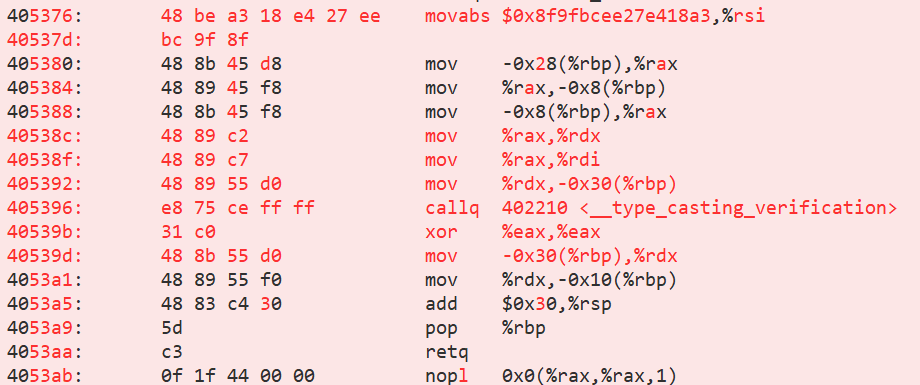 405376: 48 be a3 18 e4 27 ee movabs $0x8f9fbcee27e418a3,%rsi
40537d: bc 9f 8f
405380: 48 8b 45 d8 mov -0x28(%rbp),%rax
405384: 48 89 45 f8 mov %rax,-0x8(%rbp)
405388: 48 8b 45 f8 mov -0x8(%rbp),%rax
40538c: 48 89 c2 mov %rax,%rdx
40538f: 48 89 c7 mov %rax,%rdi
405392: 48 89 55 d0 mov %rdx,-0x30(%rbp)
405396: e8 75 ce ff ff callq 402210 <__type_casting_verification>
40539b: 31 c0 xor %eax,%eax
40539d: 48 8b 55 d0 mov -0x30(%rbp),%rdx
4053a1: 48 89 55 f0 mov %rdx,-0x10(%rbp)
4053a5: 48 83 c4 30 add $0x30,%rsp
4053a9: 5d pop %rbp
4053aa: c3 retq
4053ab: 0f 1f 44 00 00 nopl 0x0(%rax,%rax,1)